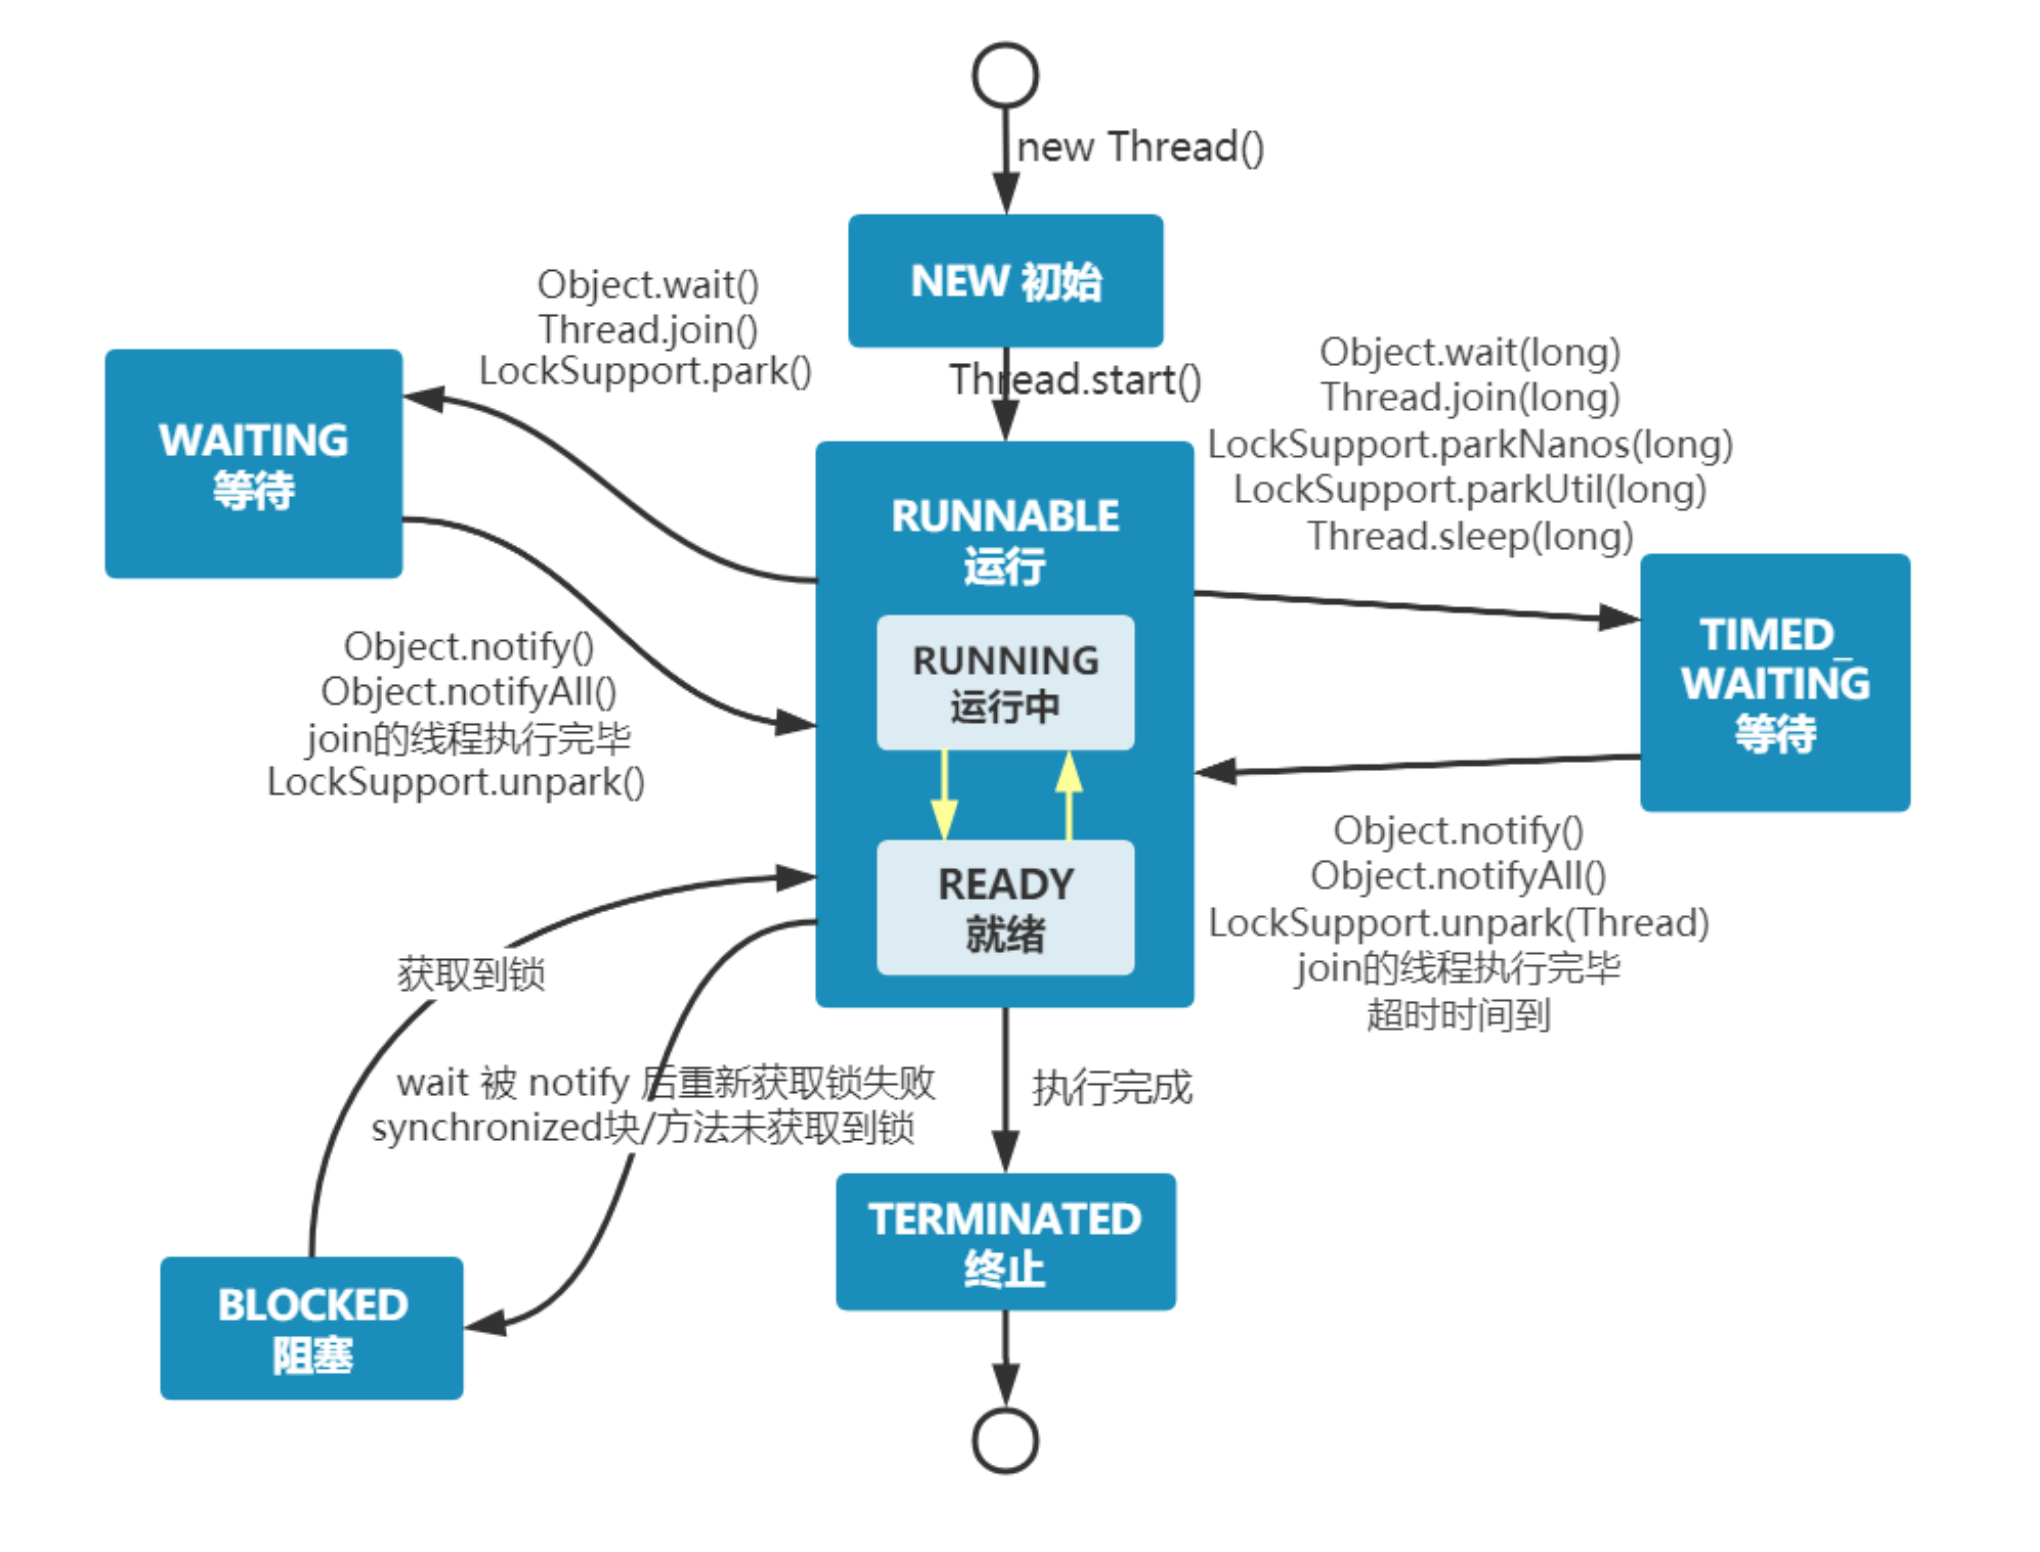 new Thread()
NEW 初始
Object.wait()
Thread.join()
LockSupport.park()
Thread.start()
Object.wait(long)
Thread.join(long)
LockSupport.parkNanos(long)
LockSupport.parkUtil(long)
Thread.sleep(long)
WAITING
等待
RUNNABLE
运行
RUNNING
运行中
READY
就绪
TIMED_
WAITING
等待
Object.notify()
Object.notifyAll()
join的线程执行完毕
LockSupport.unpark()
Object.notify()
Object.notifyAll()
LockSupport.unpark(Thread)
join的线程执行完毕
超时时间到
获取到锁
wait 被 notify 后重新获取锁失败
synchronized块/方法未获取到锁
执行完成
TERMINATED
终止
BLOCKED
阻塞